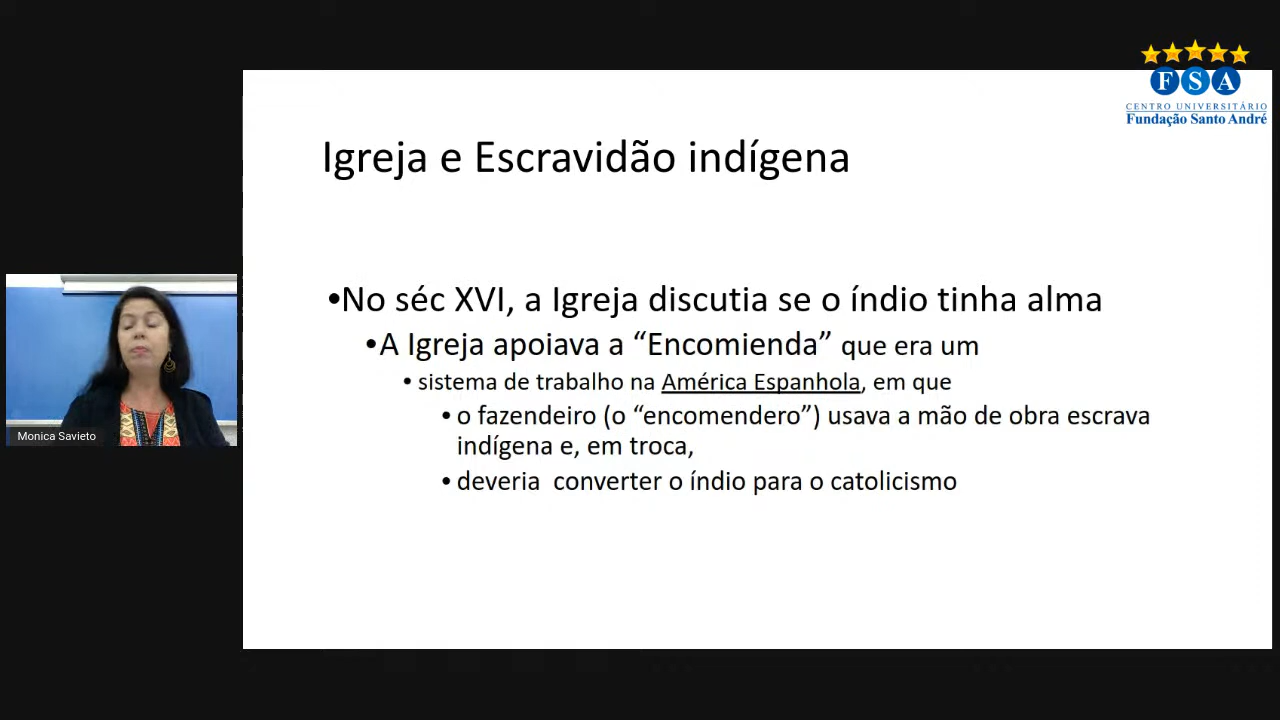 FSA
CENTRO UNIVERSITÁRIO
Fundação Santo André
Igreja e Escravidão indígena
•No séc XVI, a Igreja discutia se o índio tinha alma
•A Igreja apoiava a “Encomienda” que era um
• sistema de trabalho na América Espanhola, em que
• o fazendeiro (o “encomendero”) usava a mão de obra escrava
indígena e, em troca,
• deveria converter o índio para o catolicismo
Monica Savieto